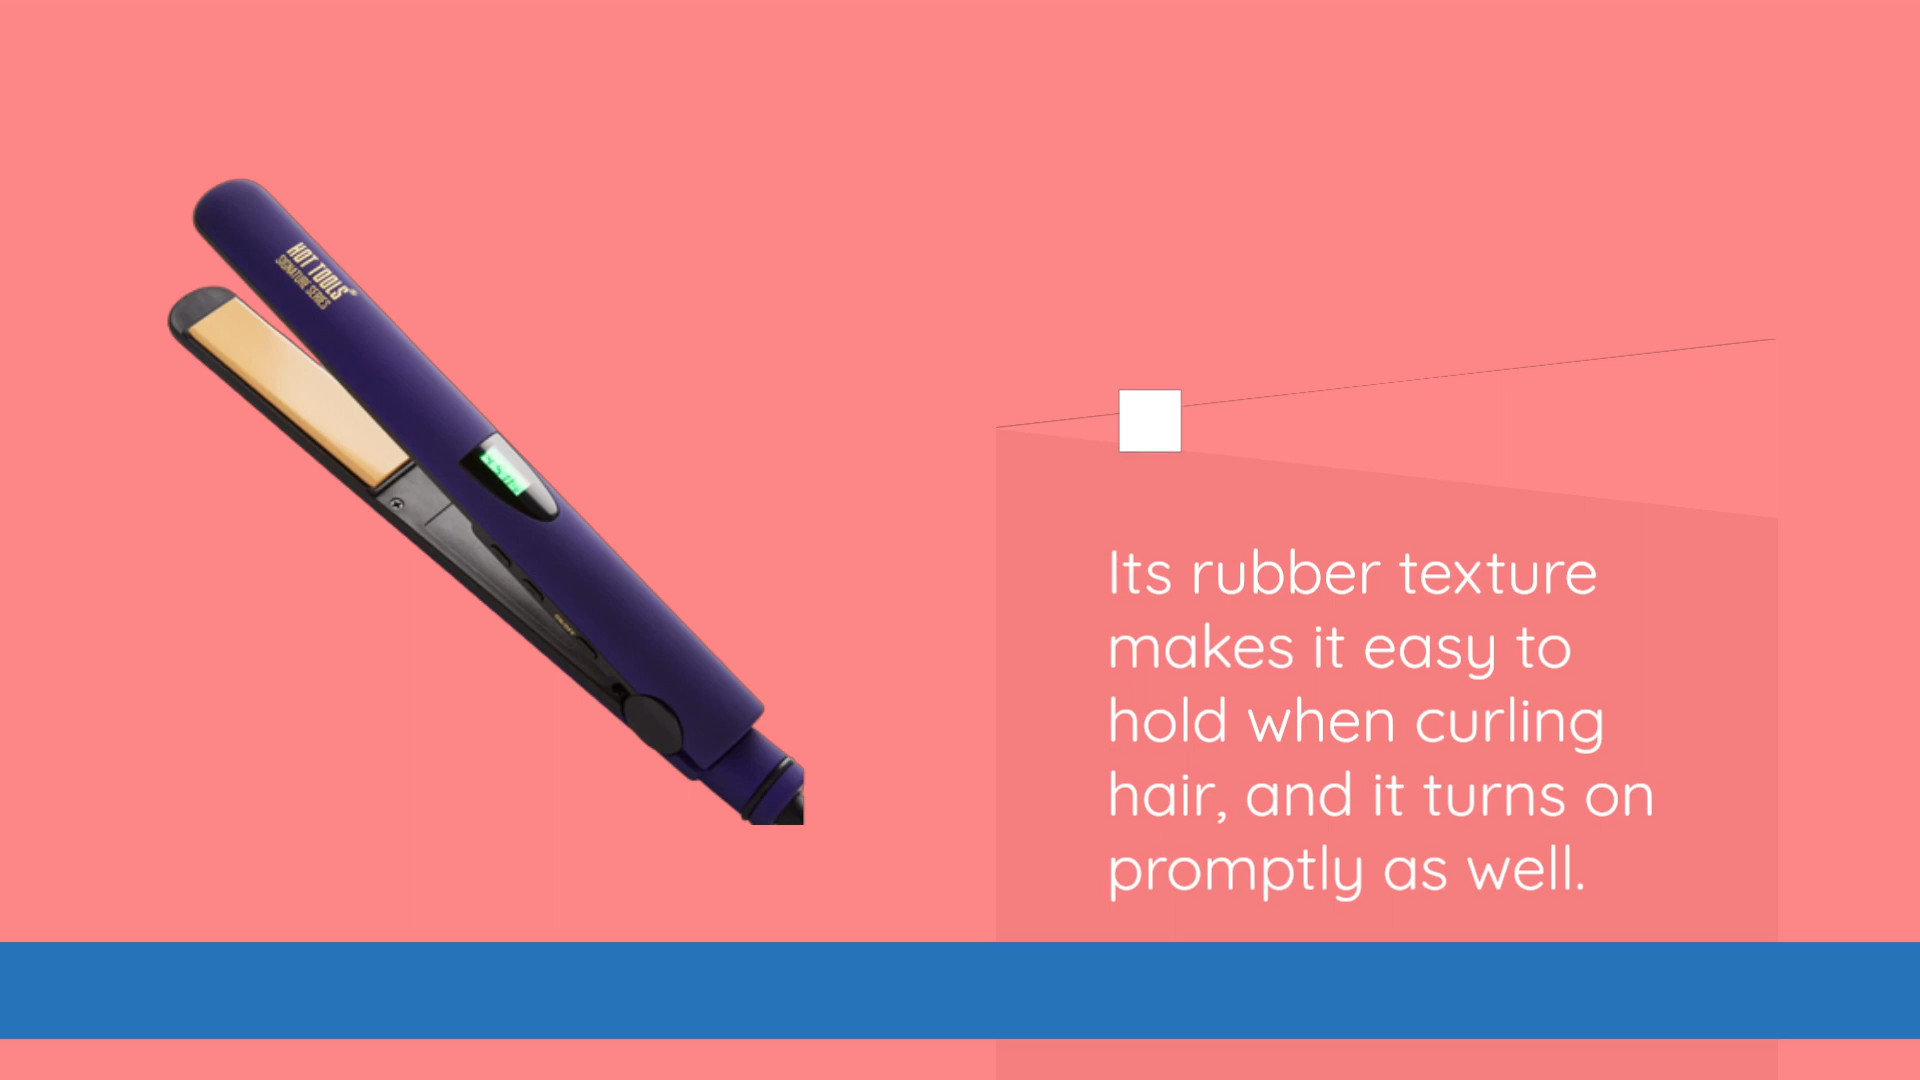 HOT TOOLS®
SIGNATURE SERIES
Its rubber texture
makes it easy to
hold when curling
hair, and it turns on
promptly as well.